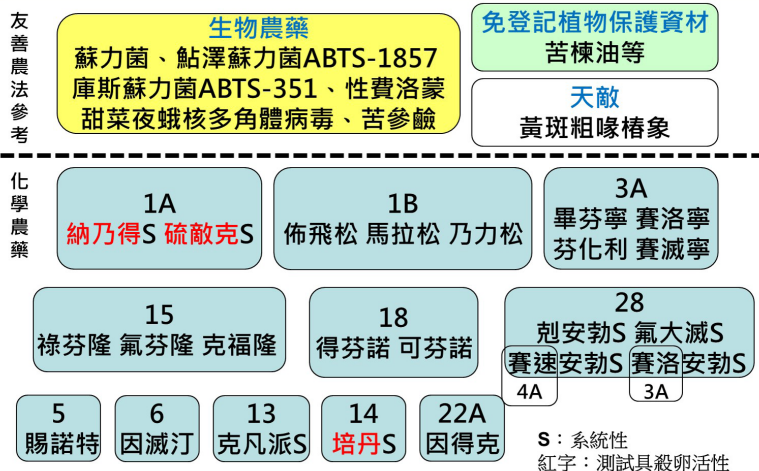 友善農法參考
生物農藥
蘇力菌、鮎澤蘇力菌ABTS-1857
庫斯蘇力菌ABTS-351、性費洛蒙
甜菜夜蛾核多角體病毒、苦參鹼
免登記植物保護資材
苦楝油等
天敵
黃斑粗喙椿象
化學農藥
1A
納乃得S 硫敵克S
1B
佈飛松 馬拉松 乃力松
3A
畢芬寧 賽洛寧
芬化利 賽滅寧
15
祿芬隆 氟芬隆 克福隆
18
得芬諾 可芬諾
28
剋安勃S 氟大滅S
賽速安勃S 賽洛安勃S
4A
3A
5
賜諾特
6
因滅汀
13
克凡派S
14
培丹S
22A
因得克
S：系統性
紅字：測試具殺卵活性